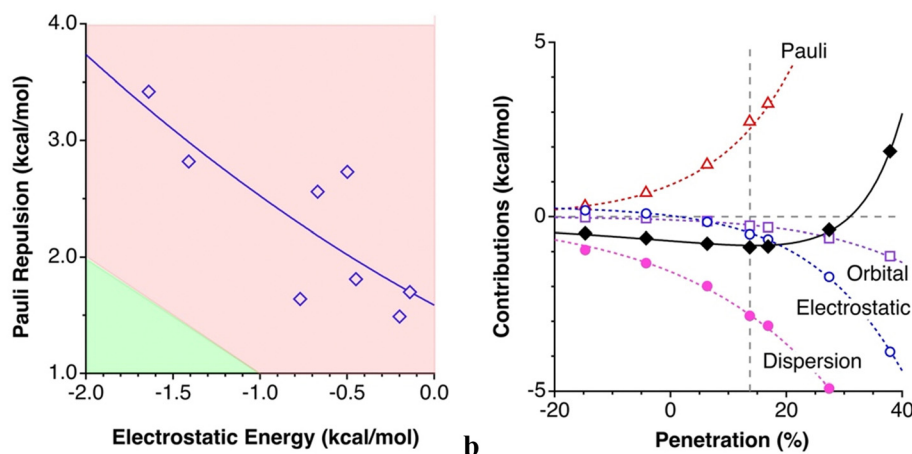 4.0
3.0
2.0
1.0
Pauli Repulsion (kcal/mol)
-2.0 -1.5 -1.0 -0.5 0.0
Electrostatic Energy (kcal/mol)
b
5
0
-5
Contributions (kcal/mol)
Pauli
Orbital
Electrostatic
Dispersion
-20 0 20 40
Penetration (%)